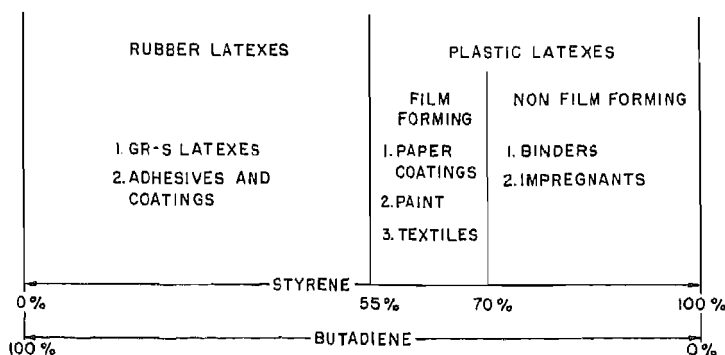 RUBBER LATEXES
PLASTIC LATEXES
FILM
FORMING
NON FILM FORMING
1. GR-S LATEXES
2. ADHESIVES AND
COATINGS
1. PAPER
COATINGS
2. PAINT
3. TEXTILES
1. BINDERS
2. IMPREGNANTS
STYRENE
0% 55% 70% 100%
BUTADIENE
100% 0%